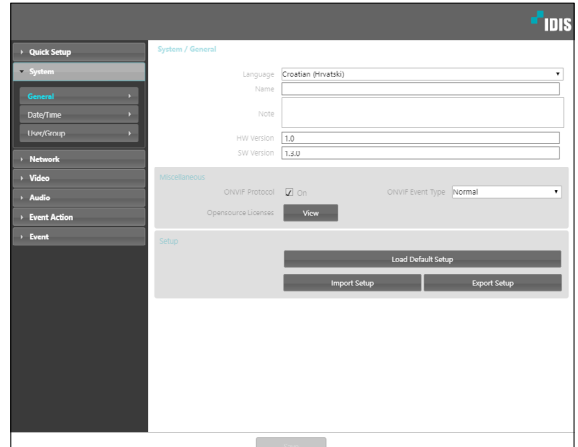 IDIS
Quick Setup
System
General
Date/Time
User/Group
Network
Video
Audio
Event Action
Event
System / General
Language Croatian (Hrvatski)
Name
Note
HW Version 1.0
SW Version 1.3.0
Miscellaneous
ONVIF Protocol On ONVIF Event Type Normal
Opensource Licenses View
Setup
Load Default Setup
Import Setup Export Setup